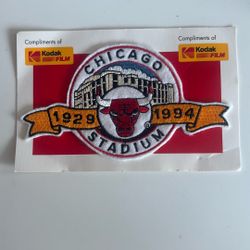 Compliments of
Kodak
FILM
Compliments of
Kodak
FILM
CHICAGO
1929 1994
STADIUM